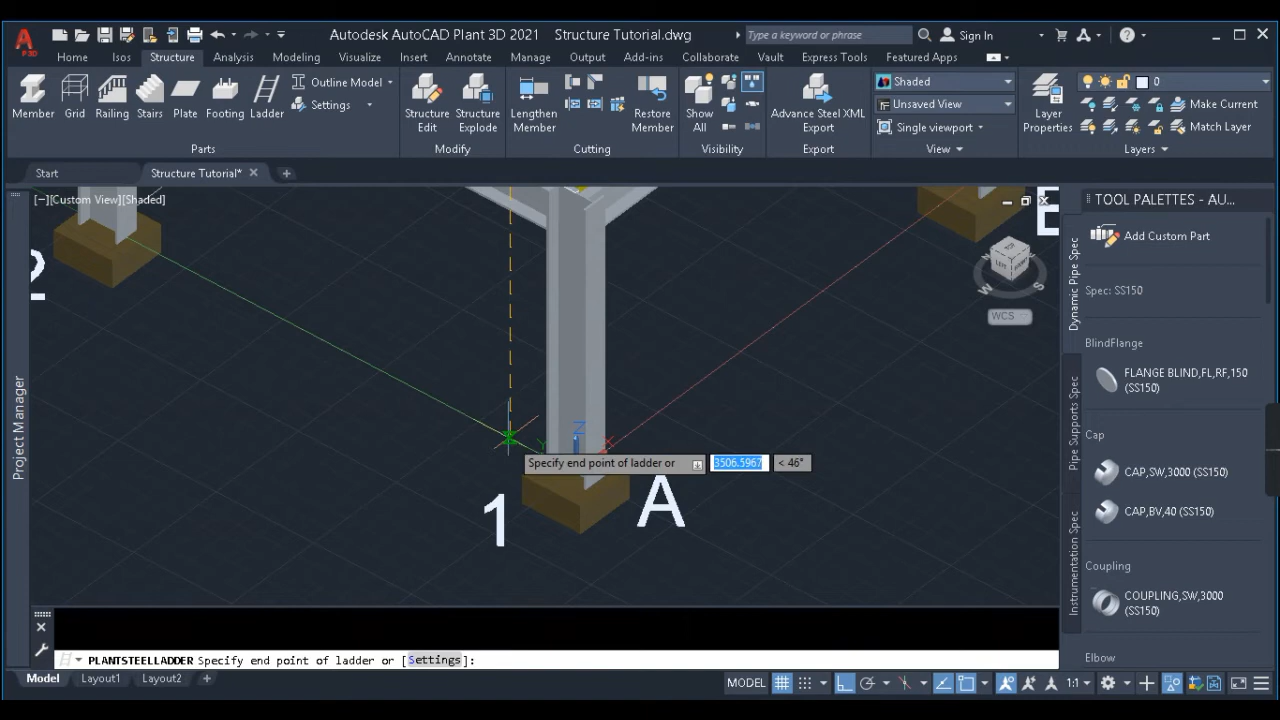 Autodesk AutoCAD Plant 3D 2021 Structure Tutorial.dwg
Type a keyword or phrase
Sign In
P3D
Home Isos Structure Analysis Modeling Visualize Insert Annotate Manage Output Add-ins Collaborate Vault Express Tools Featured Apps
Outline Model
Settings
Member Grid Railing Stairs Plate Footing Ladder
Parts
Structure Edit
Structure Explode
Modify
Lengthen Member
Restore Member
Cutting
Show All
Visibility
Advance Steel XML Export
Export
Shaded
Unsaved View
Single viewport
View
Layer Properties
0
Make Current
Match Layer
Layers
Start
Structure Tutorial*
[−][Custom View][Shaded]
TOOL PALETTES - AU...
Add Custom Part
Spec: SS150
BlindFlange
FLANGE BLIND,FL,RF,150
(SS150)
Cap
CAP,SW,3000 (SS150)
CAP,BV,40 (SS150)
Coupling
COUPLING,SW,3000
(SS150)
Elbow
Dynamic Pipe Spec
Pipe Supports Spec
Instrumentation Spec
Project Manager
2
B
TOP
LEFT
FRONT
W
S
WCS
Z
Y
X
Specify end point of ladder or 3506.5967 < 46°
1
A
PLANTSTEELLADDER Specify end point of ladder or [Settings]:
Model Layout1 Layout2
MODEL
1:1